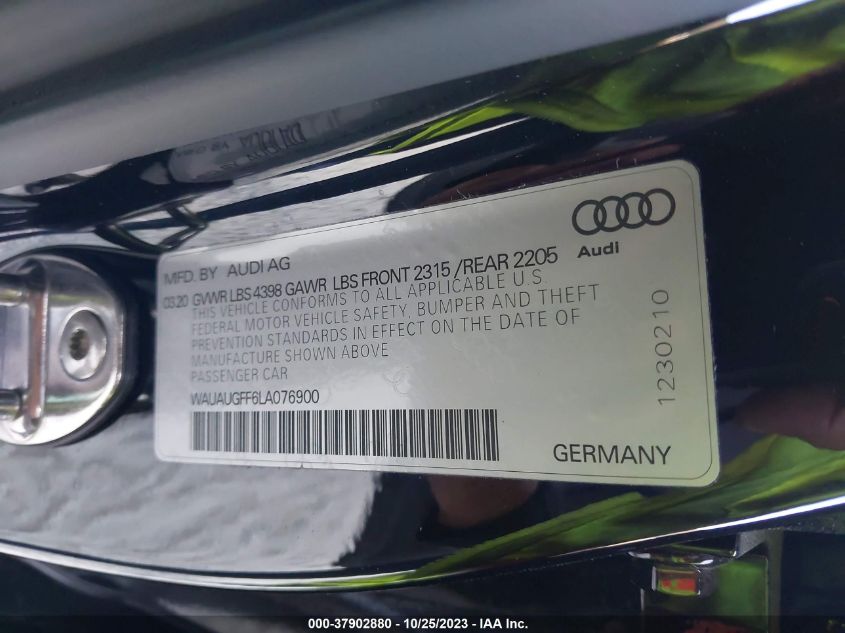 Audi
MFD. BY AUDI AG
03.20 GVWR LBS 4398 GAWR LBS FRONT 2315 /REAR 2205
THIS VEHICLE CONFORMS TO ALL APPLICABLE U.S.
FEDERAL MOTOR VEHICLE SAFETY, BUMPER AND THEFT
PREVENTION STANDARDS IN EFFECT ON THE DATE OF
MANUFACTURE SHOWN ABOVE
PASSENGER CAR
WAUAUGFF6LA076900
GERMANY
1230210
000-37902880 - 10/25/2023 - IAA Inc.